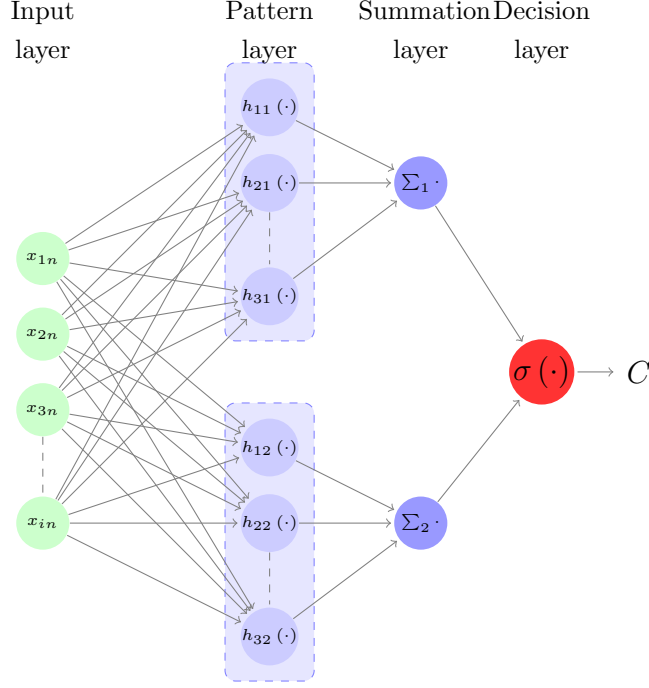 Input Pattern Summation Decision
layer layer layer layer
h₁₁ (·)
h₂₁ (·) Σ₁ ·
x₁ₙ
h₃₁ (·)
x₂ₙ
σ (·) C
x₃ₙ
h₁₂ (·)
xᵢₙ h₂₂ (·) Σ₂ ·
h₃₂ (·)